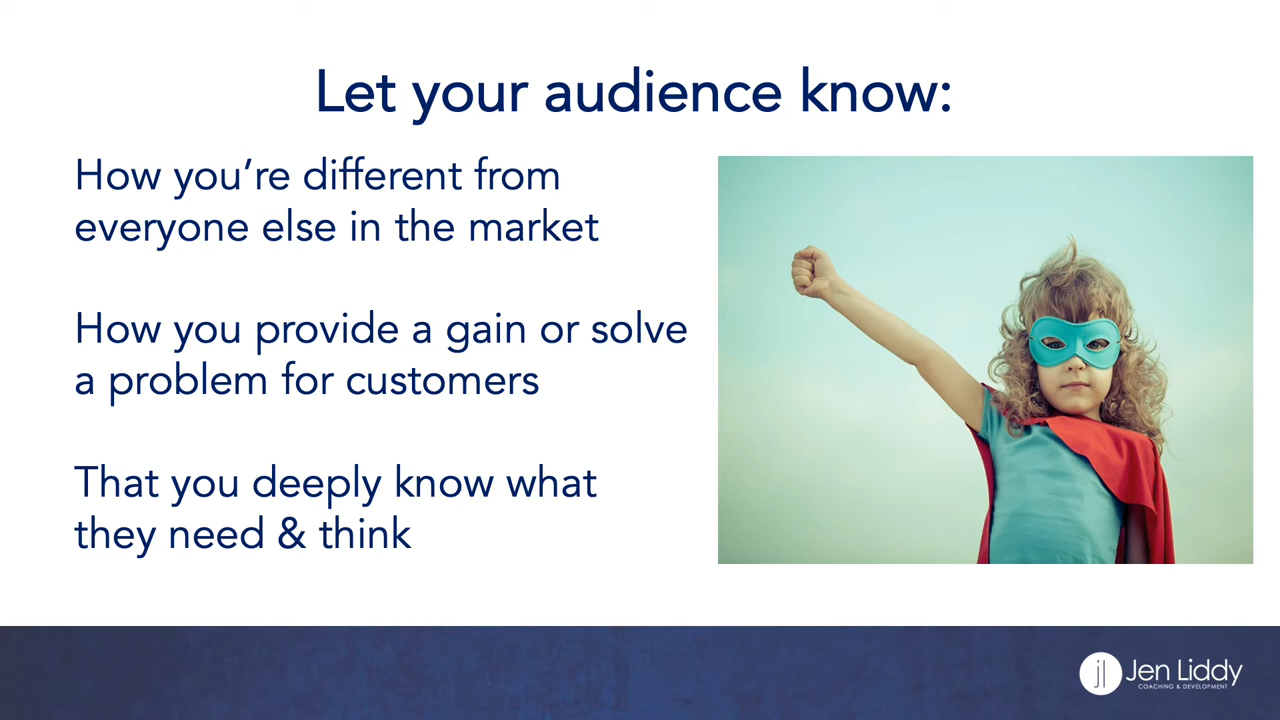 Let your audience know:
How you’re different from
everyone else in the market
How you provide a gain or solve
a problem for customers
That you deeply know what
they need & think
jl Jen Liddy
COACHING & DEVELOPMENT